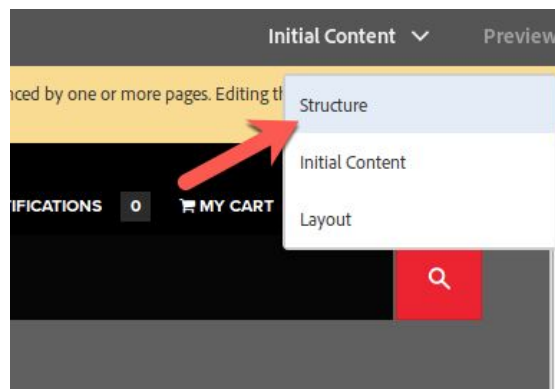 Initial Content Preview
nced by one or more pages. Editing th
Structure
Initial Content
IFICATIONS 0 MY CART
Layout